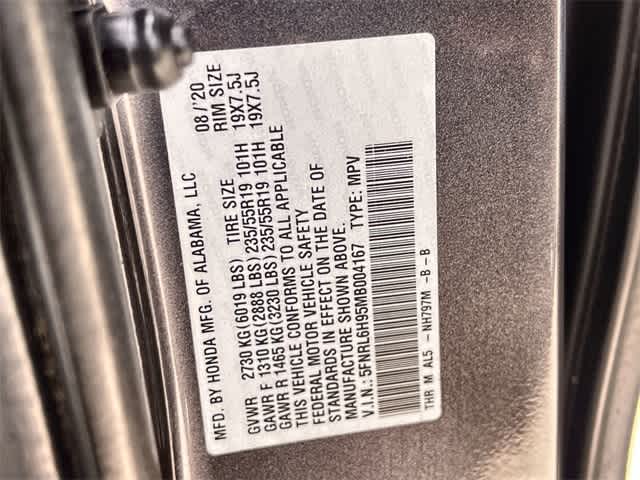 MFD. BY HONDA MFG. OF ALABAMA, LLC 08 /'20
GVWR 2730 KG (6019 LBS) TIRE SIZE RIM SIZE
GAWR F 1310 KG (2888 LBS) 235/55R19 101H 19X7.5J
GAWR R 1465 KG (3230 LBS) 235/55R19 101H 19X7.5J
THIS VEHICLE CONFORMS TO ALL APPLICABLE
FEDERAL MOTOR VEHICLE SAFETY
STANDARDS IN EFFECT ON THE DATE OF
MANUFACTURE SHOWN ABOVE.
V.I.N.: 5FNRL6H95MB004167 TYPE: MPV
THR M AL5 - NH797M -B - B